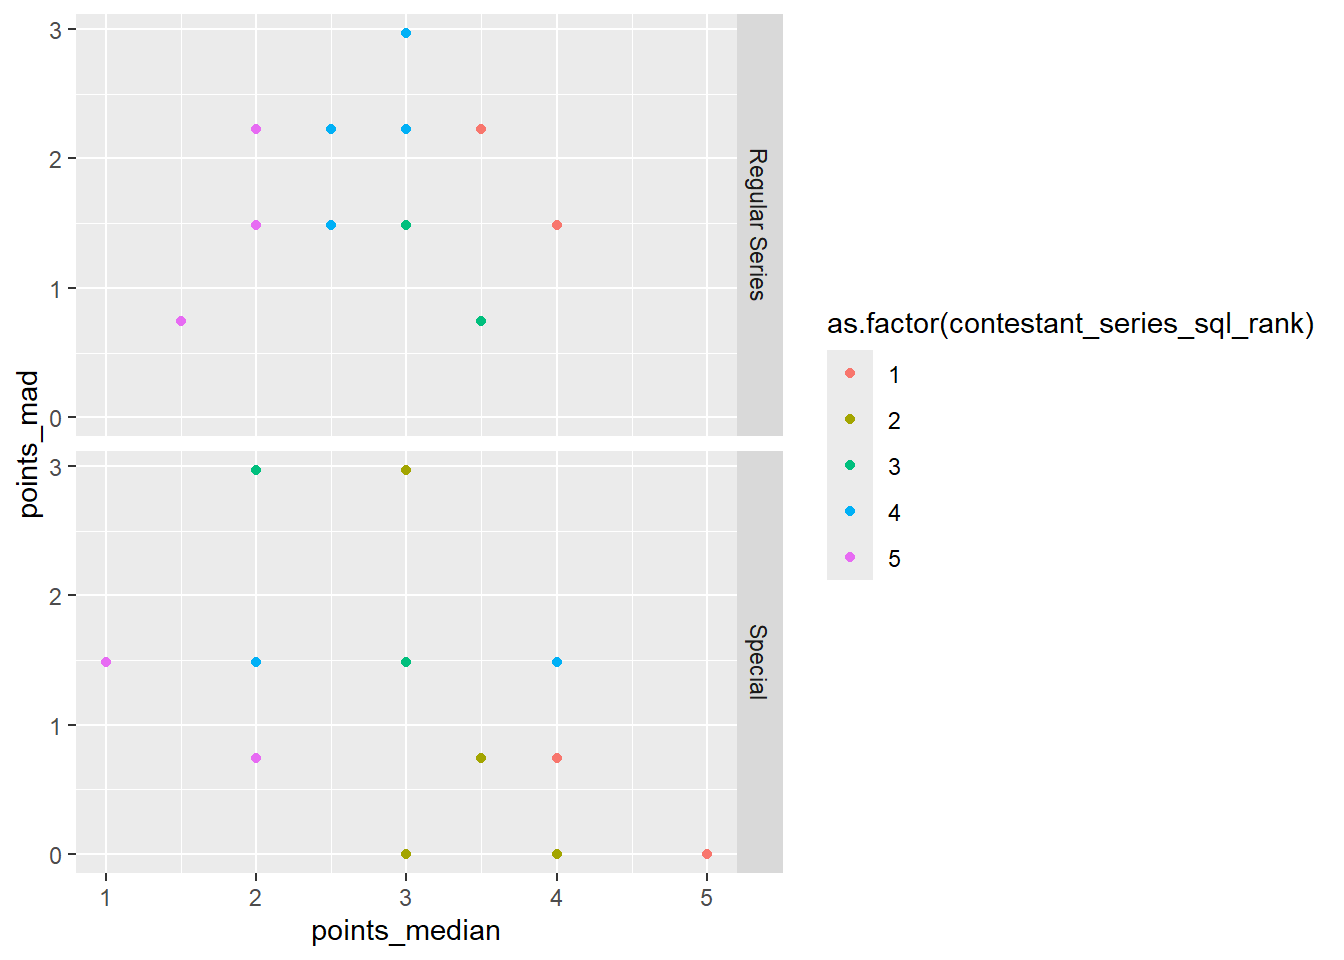 3
2
1
0
Regular Series
3
2
1
0
Special
1 2 3 4 5
points_median
points_mad
as.factor(contestant_series_sql_rank)
1
2
3
4
5